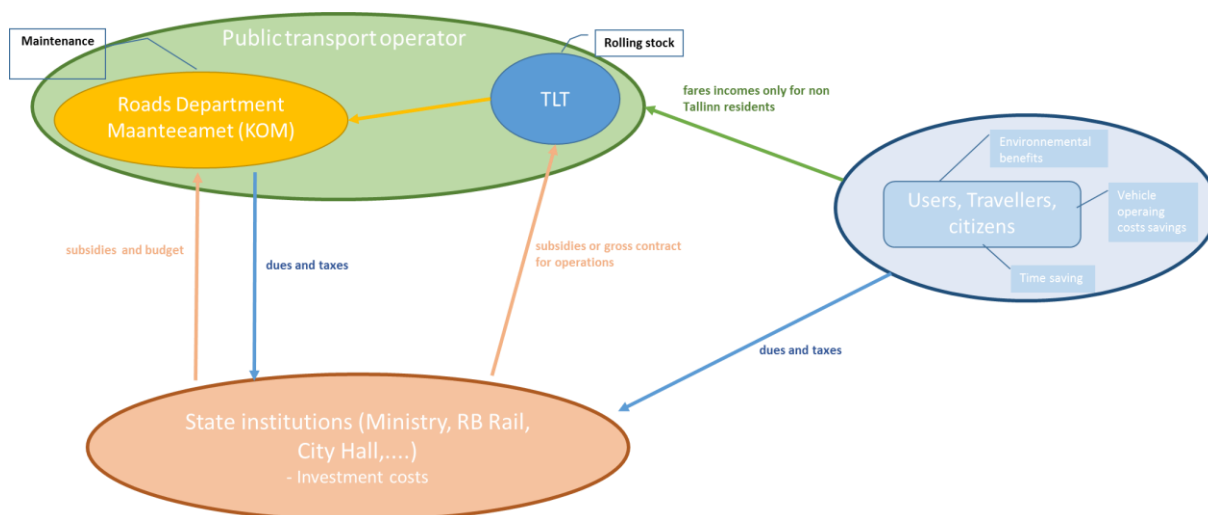 Public transport operator
Maintenance
Rolling stock
Roads Department
Maanteeamet (KOM)
TLT
fares incomes only for non
Tallinn residents
Environnemental
benefits
Users, Travellers,
citizens
Vehicle
operaing
costs savings
Time saving
subsidies and budget
dues and taxes
subsidies or gross contract
for operations
dues and taxes
State institutions (Ministry, RB Rail,
City Hall,....)
- Investment costs